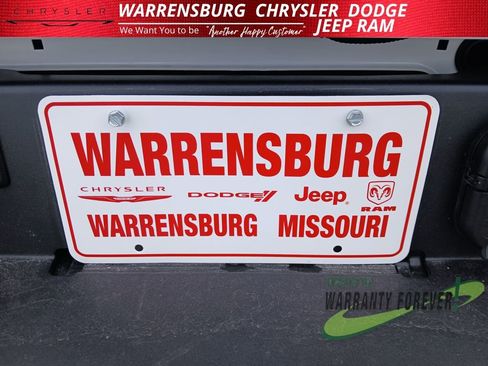 CHRYSLER
WARRENSBURG CHRYSLER DODGE
JEEP RAM
We Want You to be "Another Happy Customer"
WARRENSBURG
CHRYSLER DODGE Jeep RAM
WARRENSBURG MISSOURI
WARRANTY FOREVER